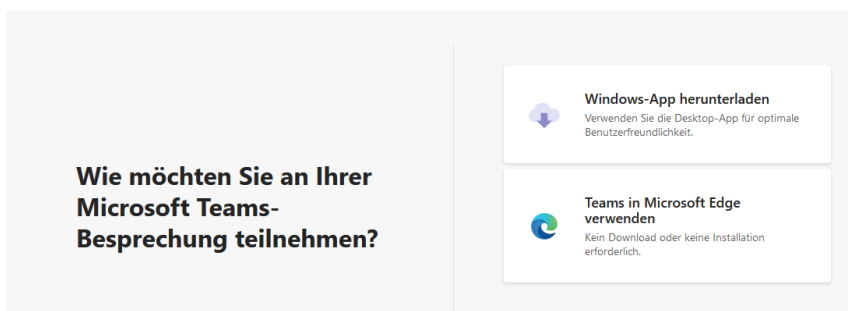 Wie möchten Sie an Ihrer
Microsoft Teams-
Besprechung teilnehmen?
Windows-App herunterladen
Verwenden Sie die Desktop-App für optimale
Benutzerfreundlichkeit.
Teams in Microsoft Edge
verwenden
Kein Download oder keine Installation
erforderlich.